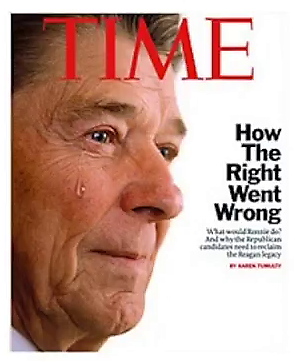 TIME
How
The
Right
Went
Wrong
What would Ronnie do?
And why the Republican
candidates need to reclaim
the Reagan legacy
BY KAREN TUMULTY